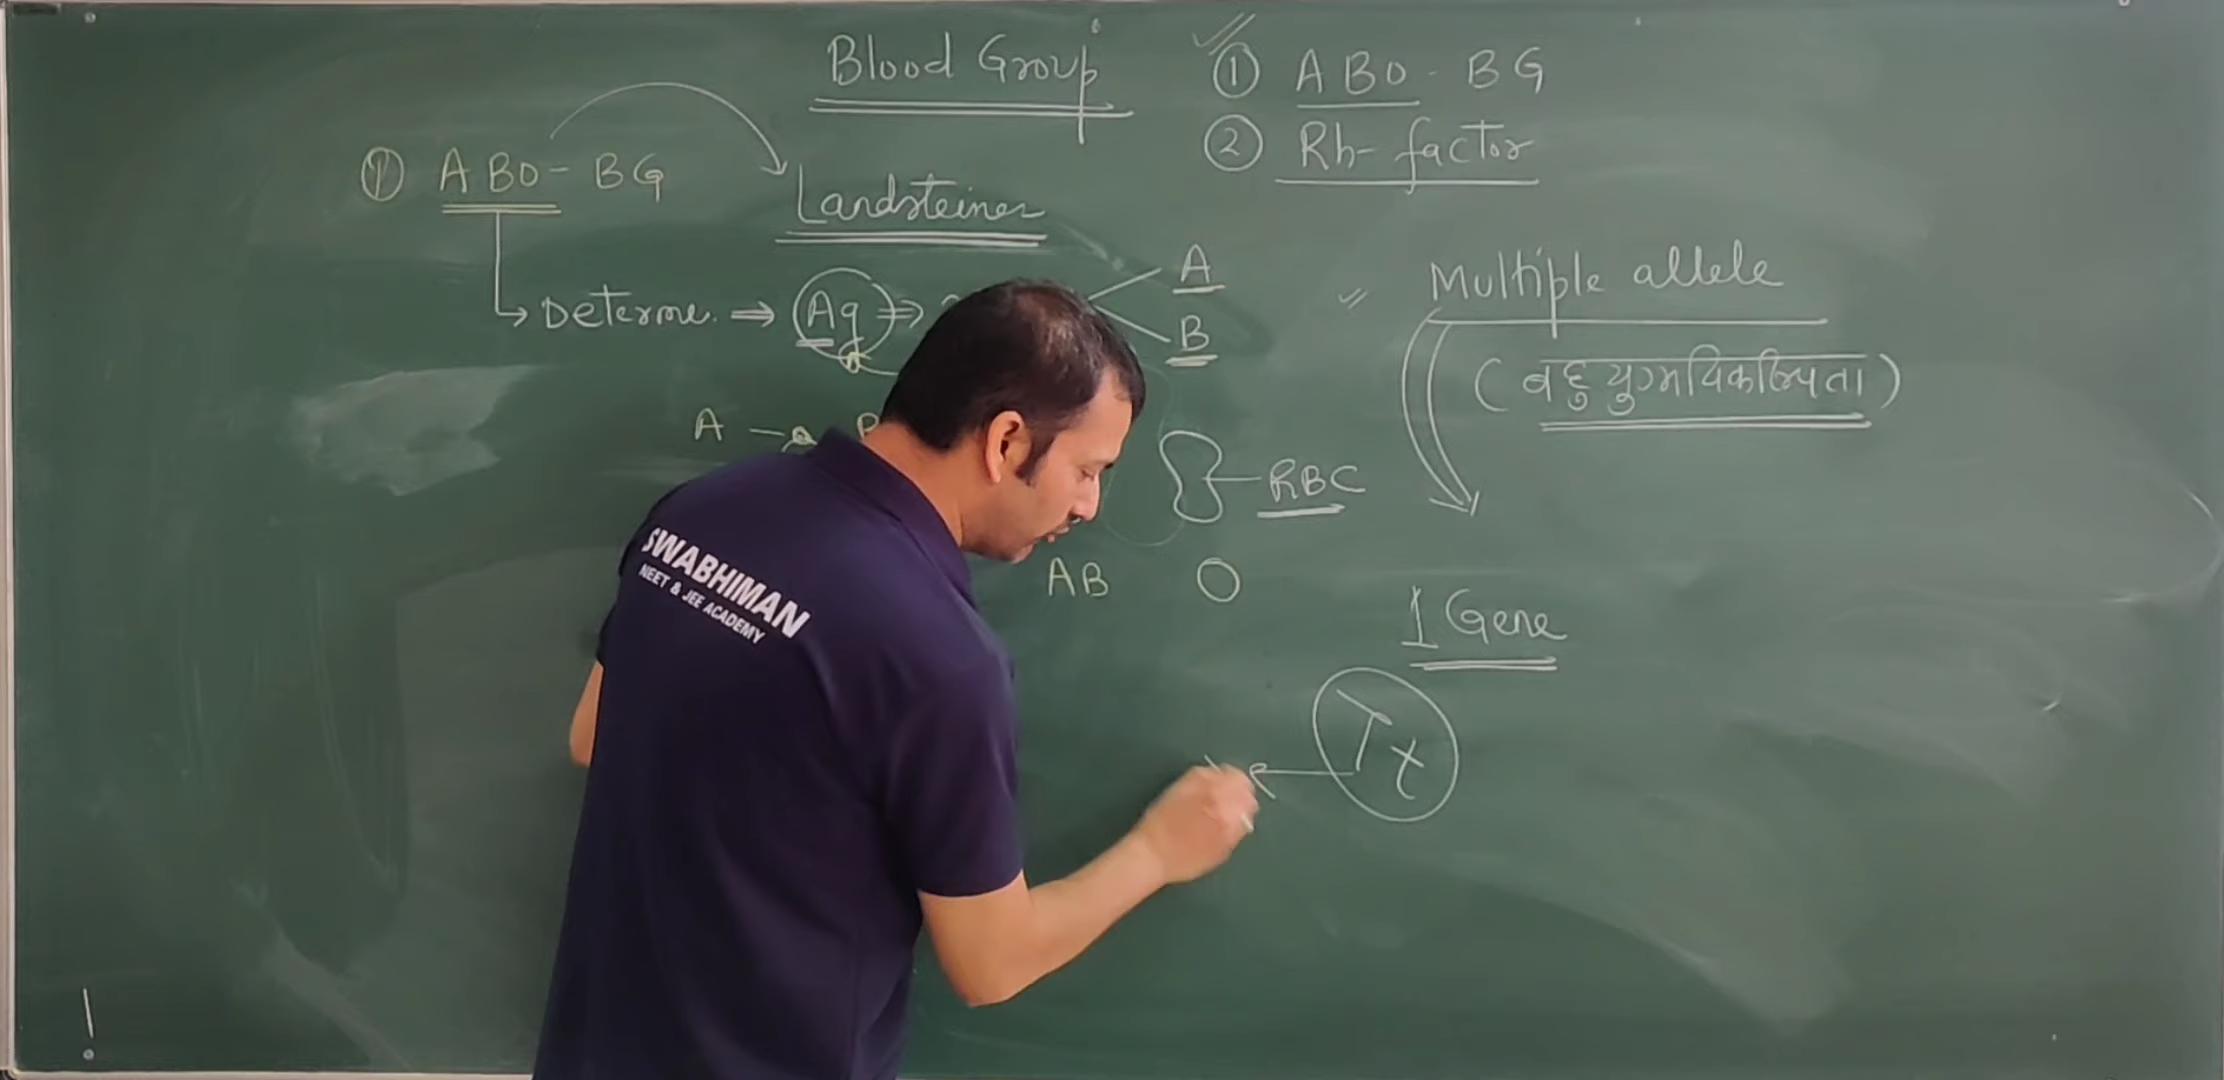 Blood Group
① ABO - BG
② Rh- factor
① ABO - BG
Landsteiner
Determe. ⇒ Ag ⇒
A
B
Multiple allele
(बहु युग्मविकल्पिता)
A
RBC
AB O
1 Gene
SWABHIMAN
NEET & JEE ACADEMY